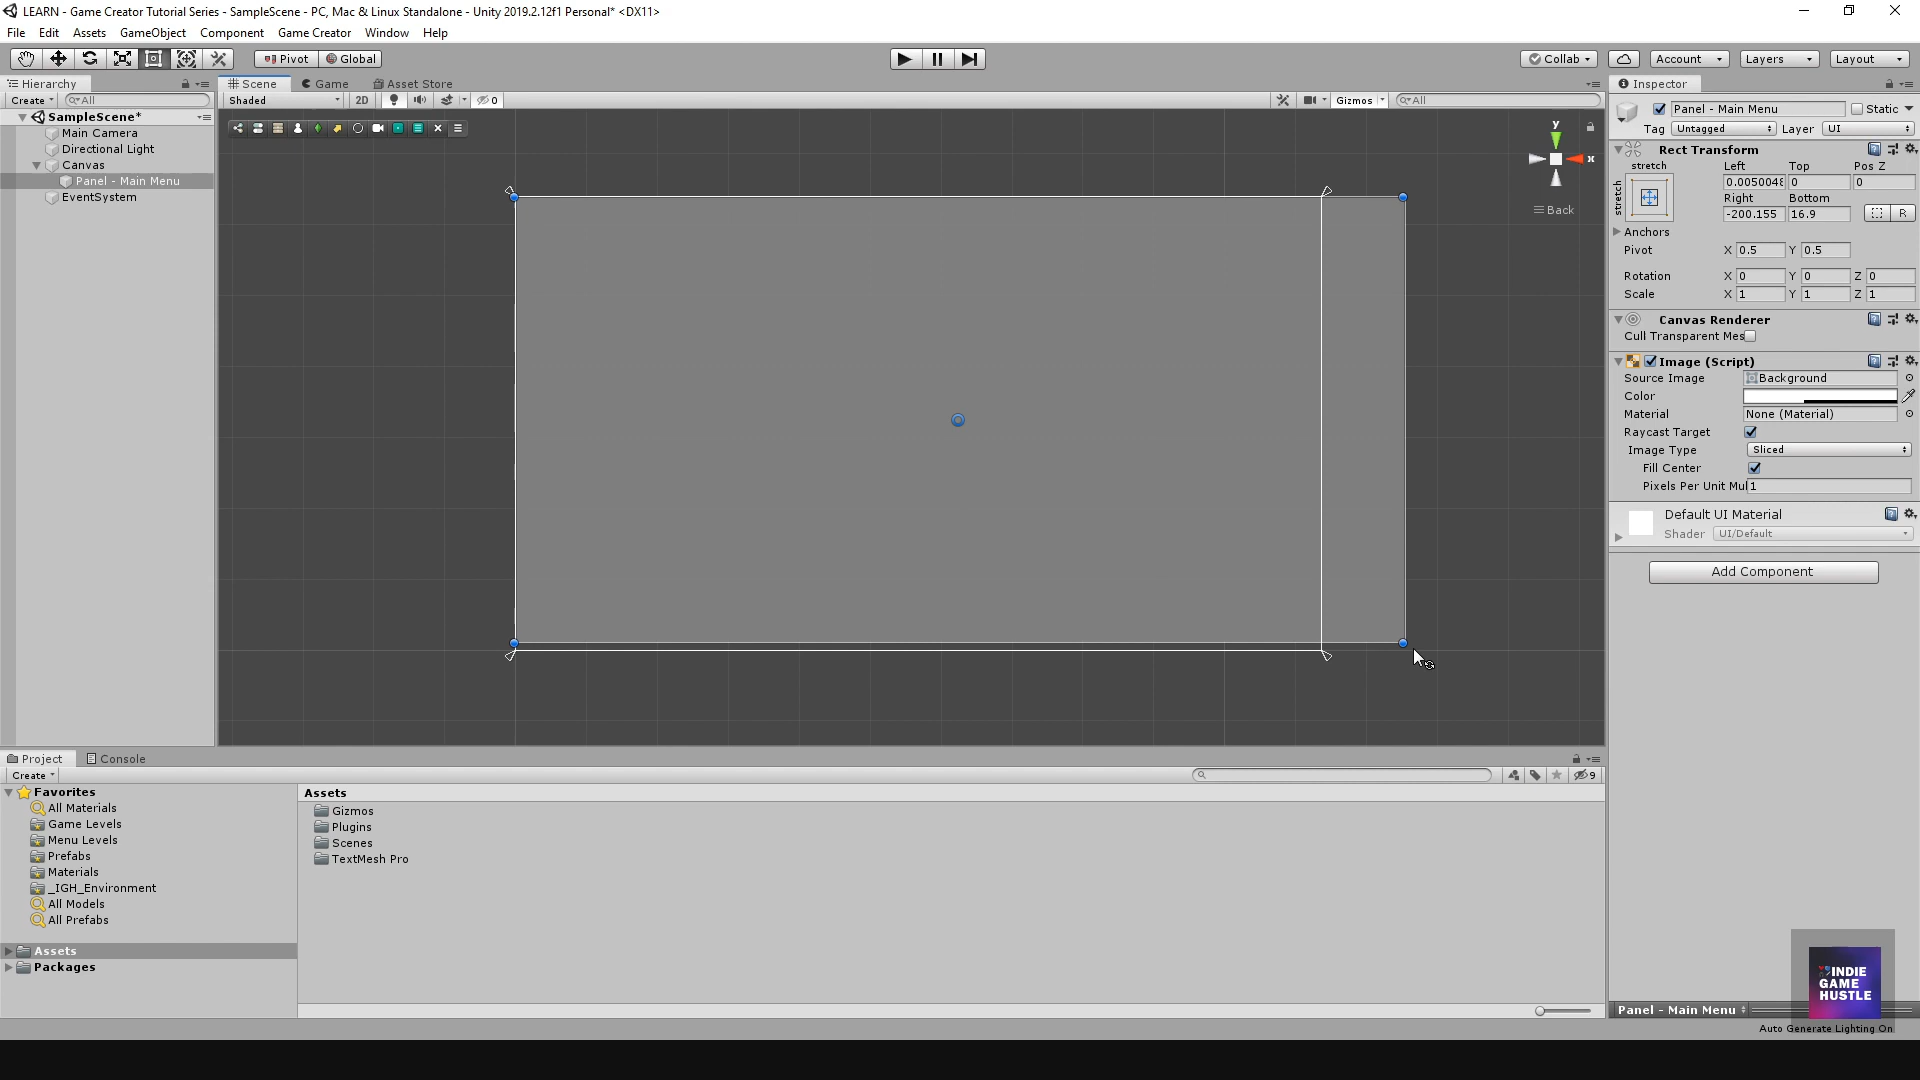 LEARN - Game Creator Tutorial Series - SampleScene - PC, Mac & Linux Standalone - Unity 2019.2.12f1 Personal* <DX11>
File Edit Assets GameObject Component Game Creator Window Help
Pivot Global Collab Account Layers Layout
Hierarchy
Create All
SampleScene*
Main Camera
Directional Light
Canvas
Panel - Main Menu
EventSystem
Scene Game Asset Store
Shaded 2D 0 Gizmos All
y
x
Back
Inspector
Panel - Main Menu Static
Tag Untagged Layer UI
Rect Transform
stretch Left Top Pos Z
stretch
0.005004 0 0
Right Bottom
-200.155 16.9 R
Anchors
Pivot X 0.5 Y 0.5
Rotation X 0 Y 0 Z 0
Scale X 1 Y 1 Z 1
Canvas Renderer
Cull Transparent Mes
Image (Script)
Source Image Background
Color
Material None (Material)
Raycast Target
Image Type Sliced
Fill Center
Pixels Per Unit Mul 1
Default UI Material
Shader UI/Default
Add Component
Project Console
Create 9
Favorites
All Materials
Game Levels
Menu Levels
Prefabs
Materials
_IGH_Environment
All Models
All Prefabs
Assets
Packages
Assets
Gizmos
Plugins
Scenes
TextMesh Pro
INDIE
GAME
HUSTLE
Panel - Main Menu
Auto Generate Lighting On